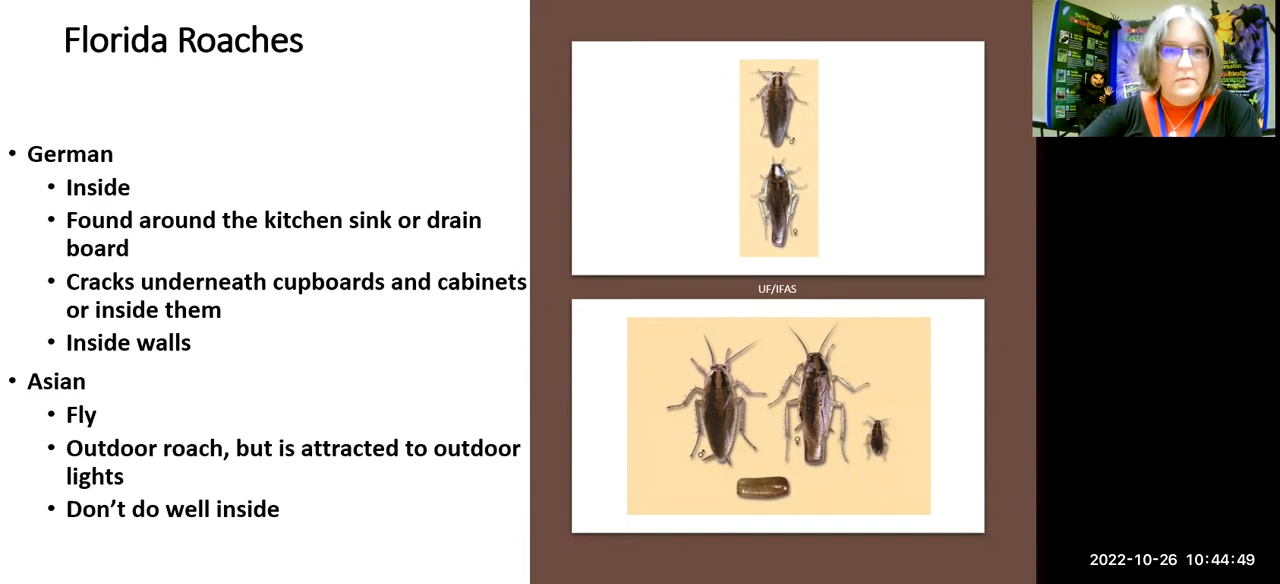 Florida Roaches
• German
• Inside
• Found around the kitchen sink or drain
board
• Cracks underneath cupboards and cabinets
or inside them
• Inside walls
• Asian
• Fly
• Outdoor roach, but is attracted to outdoor
lights
• Don't do well inside
♂
♀
UF/IFAS
♂
♀
2022-10-26 10:44:49